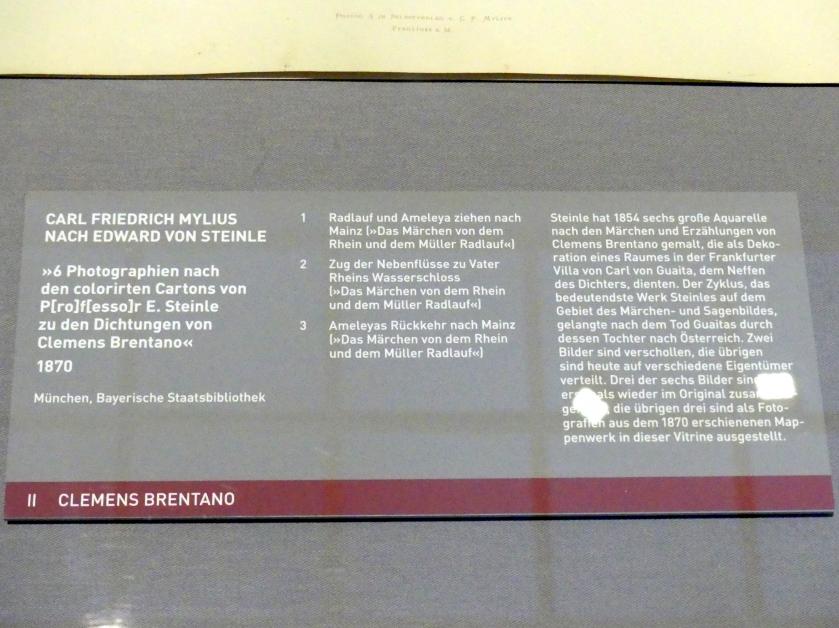 CARL FRIEDRICH MYLIUS
NACH EDWARD VON STEINLE
»6 Photographien nach
den colorirten Cartons von
P[ro]f[esso]r E. Steinle
zu den Dichtungen von
Clemens Brentano«
1870
München, Bayerische Staatsbibliothek
1 Radlauf und Ameleya ziehen nach
Mainz (»Das Märchen von dem
Rhein und dem Müller Radlauf«)
2 Zug der Nebenflüsse zu Vater
Rheins Wasserschloss
(»Das Märchen von dem Rhein
und dem Müller Radlauf«)
3 Ameleyas Rückkehr nach Mainz
(»Das Märchen von dem Rhein
und dem Müller Radlauf«)
Steinle hat 1854 sechs große Aquarelle
nach den Märchen und Erzählungen von
Clemens Brentano gemalt, die als Deko-
ration eines Raumes in der Frankfurter
Villa von Carl von Guaita, dem Neffen
des Dichters, dienten. Der Zyklus, das
bedeutendste Werk Steinles auf dem
Gebiet des Märchen- und Sagenbildes,
gelangte nach dem Tod Guaitas durch
dessen Tochter nach Österreich. Zwei
Bilder sind verschollen, die übrigen
sind heute auf verschiedene Eigentümer
verteilt. Drei der sechs Bilder
als wieder im Original
die übrigen drei sind als Foto-
grafien aus dem 1870 erschienenen Map-
penwerk in dieser Vitrine ausgestellt.
II CLEMENS BRENTANO